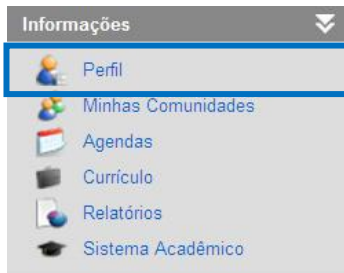 Informações
Perfil
Minhas Comunidades
Agendas
Currículo
Relatórios
Sistema Acadêmico